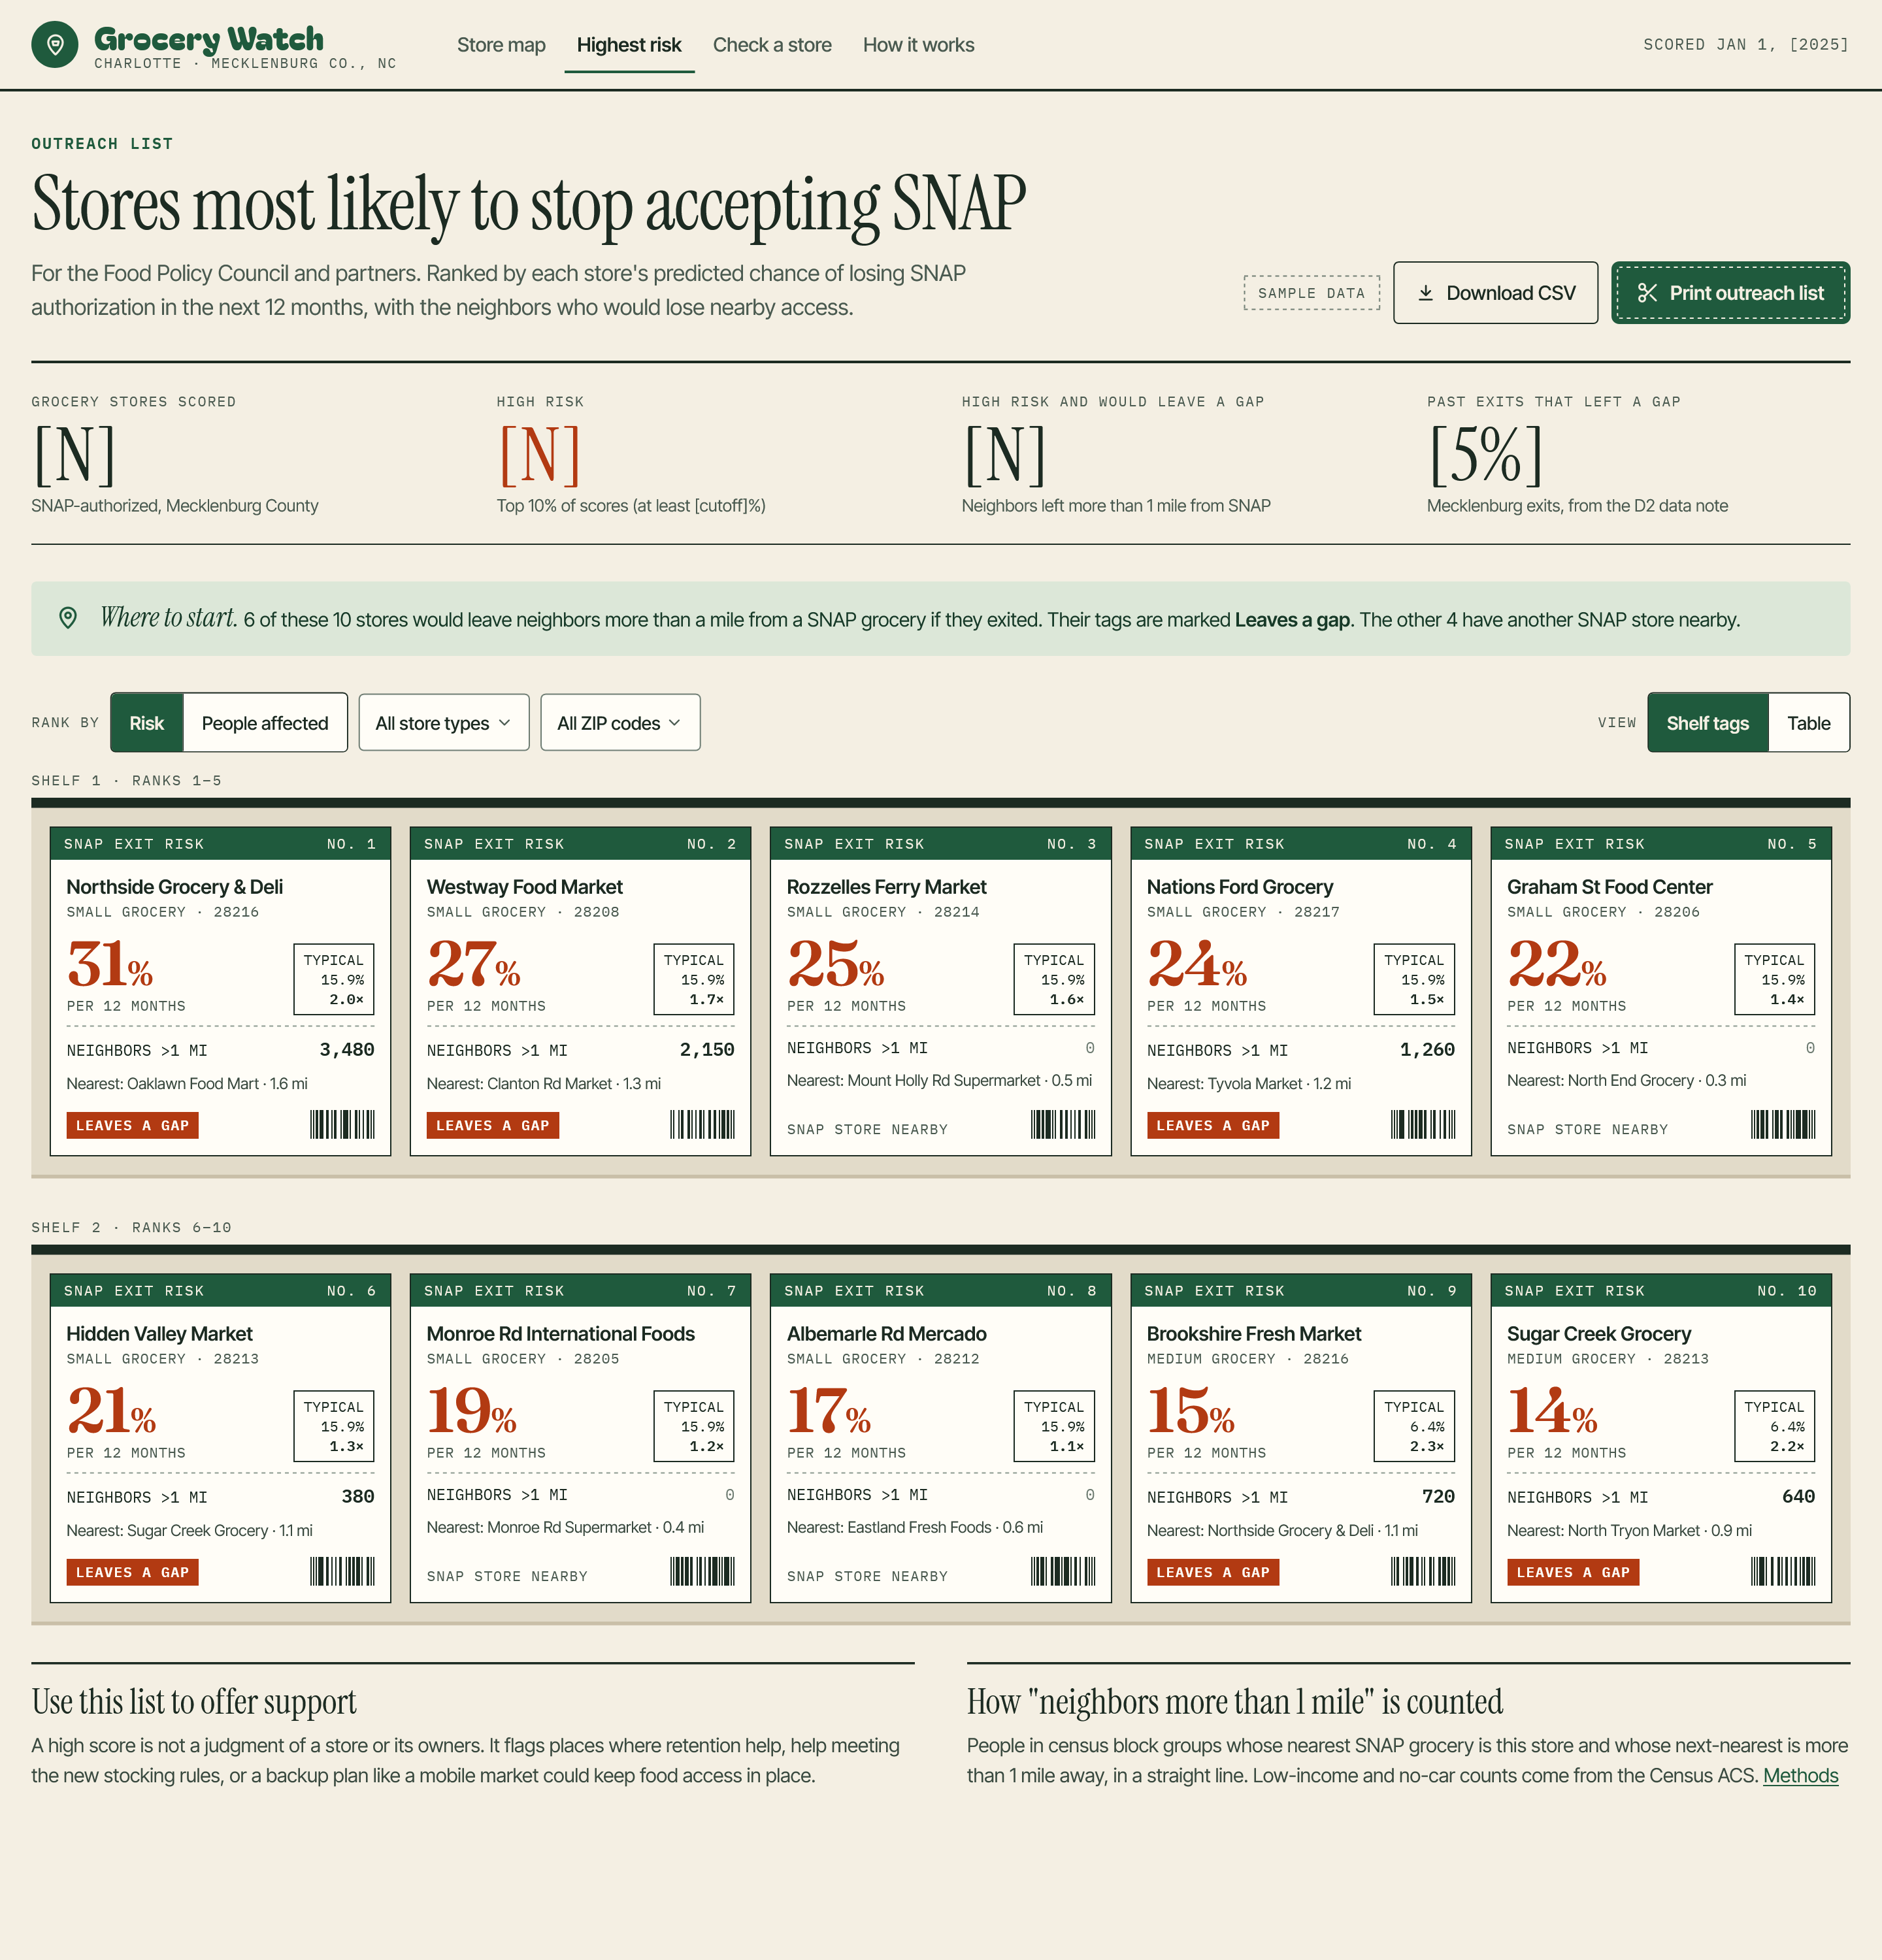 Grocery Watch
CHARLOTTE · MECKLENBURG CO., NC
Store map
Highest risk
Check a store
How it works
SCORED JAN 1, [2025]
OUTREACH LIST
Stores most likely to stop accepting SNAP
For the Food Policy Council and partners. Ranked by each store's predicted chance of losing SNAP
authorization in the next 12 months, with the neighbors who would lose nearby access.
SAMPLE DATA
Download CSV
Print outreach list
GROCERY STORES SCORED
[N]
SNAP-authorized, Mecklenburg County
HIGH RISK
[N]
Top 10% of scores (at least [cutoff]%)
HIGH RISK AND WOULD LEAVE A GAP
[N]
Neighbors left more than 1 mile from SNAP
PAST EXITS THAT LEFT A GAP
[5%]
Mecklenburg exits, from the D2 data note
Where to start. 6 of these 10 stores would leave neighbors more than a mile from a SNAP grocery if they exited. Their tags are marked Leaves a gap. The other 4 have another SNAP store nearby.
RANK BY
Risk
People affected
All store types
All ZIP codes
VIEW
Shelf tags
Table
SHELF 1 · RANKS 1–5
SNAP EXIT RISK NO. 1
Northside Grocery & Deli
SMALL GROCERY · 28216
31%
PER 12 MONTHS
TYPICAL
15.9%
2.0×
NEIGHBORS >1 MI 3,480
Nearest: Oaklawn Food Mart · 1.6 mi
LEAVES A GAP
SNAP EXIT RISK NO. 2
Westway Food Market
SMALL GROCERY · 28208
27%
PER 12 MONTHS
TYPICAL
15.9%
1.7×
NEIGHBORS >1 MI 2,150
Nearest: Clanton Rd Market · 1.3 mi
LEAVES A GAP
SNAP EXIT RISK NO. 3
Rozzelles Ferry Market
SMALL GROCERY · 28214
25%
PER 12 MONTHS
TYPICAL
15.9%
1.6×
NEIGHBORS >1 MI 0
Nearest: Mount Holly Rd Supermarket · 0.5 mi
SNAP STORE NEARBY
SNAP EXIT RISK NO. 4
Nations Ford Grocery
SMALL GROCERY · 28217
24%
PER 12 MONTHS
TYPICAL
15.9%
1.5×
NEIGHBORS >1 MI 1,260
Nearest: Tyvola Market · 1.2 mi
LEAVES A GAP
SNAP EXIT RISK NO. 5
Graham St Food Center
SMALL GROCERY · 28206
22%
PER 12 MONTHS
TYPICAL
15.9%
1.4×
NEIGHBORS >1 MI 0
Nearest: North End Grocery · 0.3 mi
SNAP STORE NEARBY
SHELF 2 · RANKS 6–10
SNAP EXIT RISK NO. 6
Hidden Valley Market
SMALL GROCERY · 28213
21%
PER 12 MONTHS
TYPICAL
15.9%
1.3×
NEIGHBORS >1 MI 380
Nearest: Sugar Creek Grocery · 1.1 mi
LEAVES A GAP
SNAP EXIT RISK NO. 7
Monroe Rd International Foods
SMALL GROCERY · 28205
19%
PER 12 MONTHS
TYPICAL
15.9%
1.2×
NEIGHBORS >1 MI 0
Nearest: Monroe Rd Supermarket · 0.4 mi
SNAP STORE NEARBY
SNAP EXIT RISK NO. 8
Albemarle Rd Mercado
SMALL GROCERY · 28212
17%
PER 12 MONTHS
TYPICAL
15.9%
1.1×
NEIGHBORS >1 MI 0
Nearest: Eastland Fresh Foods · 0.6 mi
SNAP STORE NEARBY
SNAP EXIT RISK NO. 9
Brookshire Fresh Market
MEDIUM GROCERY · 28216
15%
PER 12 MONTHS
TYPICAL
6.4%
2.3×
NEIGHBORS >1 MI 720
Nearest: Northside Grocery & Deli · 1.1 mi
LEAVES A GAP
SNAP EXIT RISK NO. 10
Sugar Creek Grocery
MEDIUM GROCERY · 28213
14%
PER 12 MONTHS
TYPICAL
6.4%
2.2×
NEIGHBORS >1 MI 640
Nearest: North Tryon Market · 0.9 mi
LEAVES A GAP
Use this list to offer support
A high score is not a judgment of a store or its owners. It flags places where retention help, help meeting
the new stocking rules, or a backup plan like a mobile market could keep food access in place.
How "neighbors more than 1 mile" is counted
People in census block groups whose nearest SNAP grocery is this store and whose next-nearest is more
than 1 mile away, in a straight line. Low-income and no-car counts come from the Census ACS. Methods